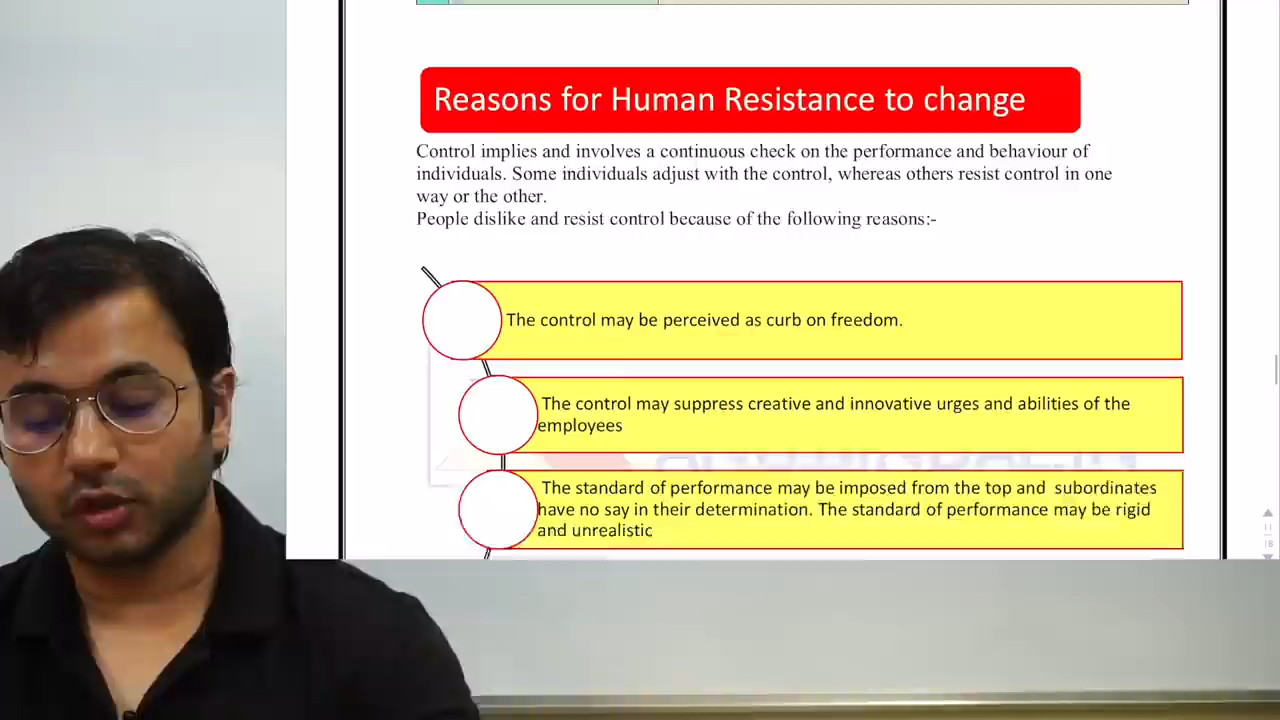 Reasons for Human Resistance to change
Control implies and involves a continuous check on the performance and behaviour of
individuals. Some individuals adjust with the control, whereas others resist control in one
way or the other.
People dislike and resist control because of the following reasons:-
The control may be perceived as curb on freedom.
The control may suppress creative and innovative urges and abilities of the
employees
The standard of performance may be imposed from the top and subordinates
have no say in their determination. The standard of performance may be rigid
and unrealistic
11
18